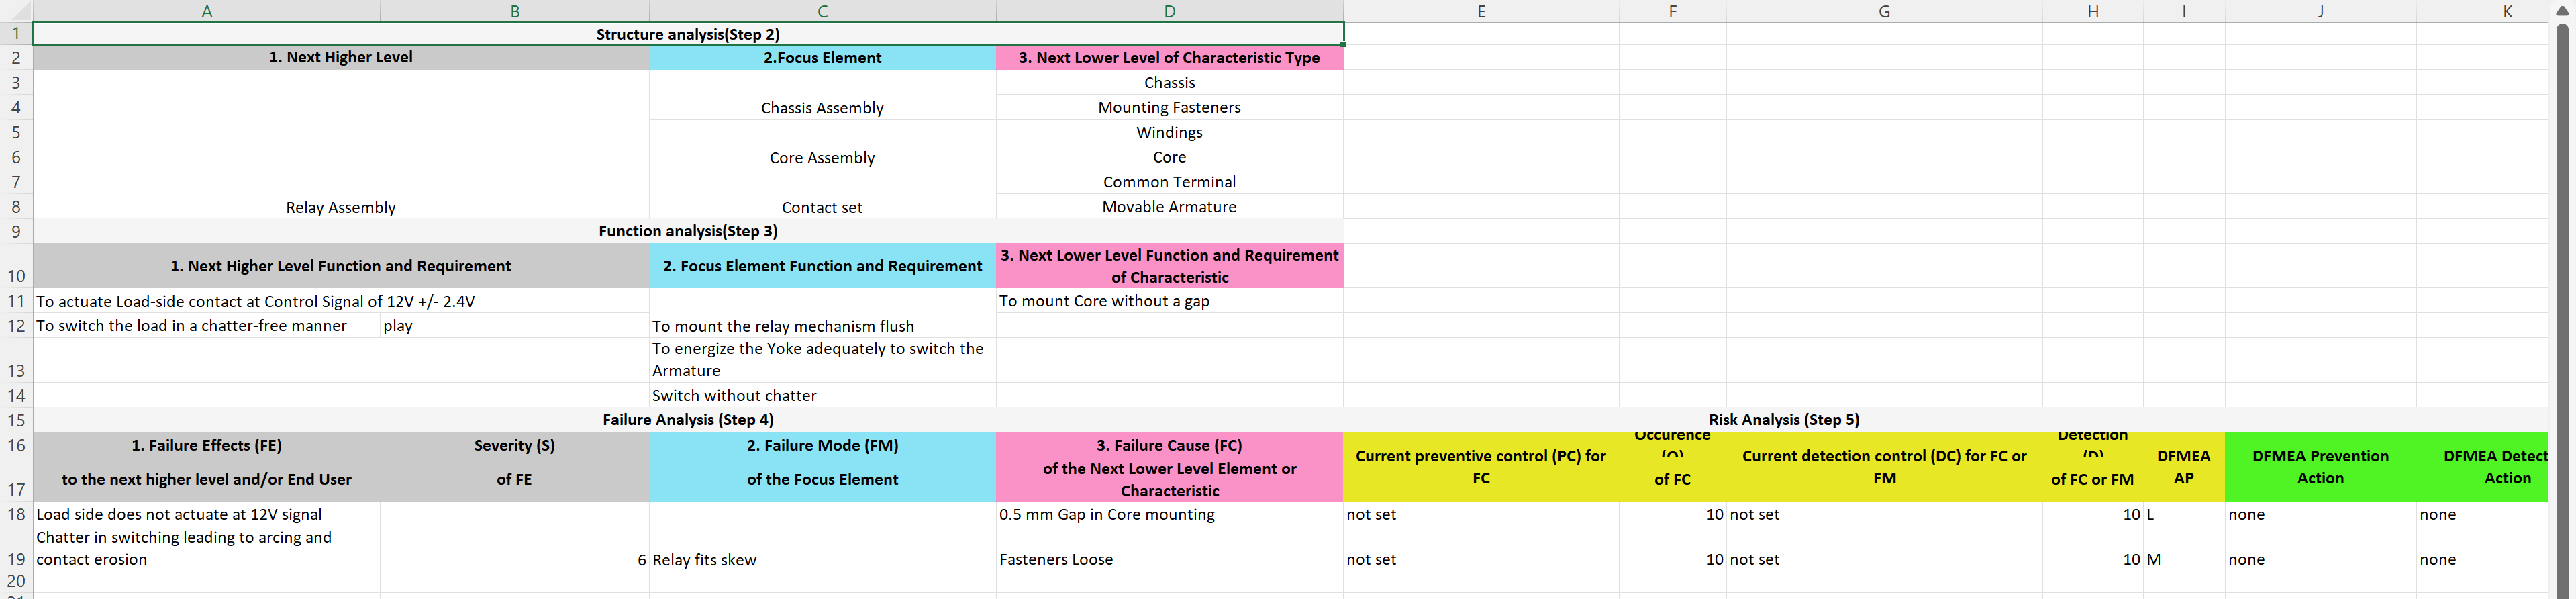 A B C D E F G H I J K
1 Structure analysis(Step 2)
2 1. Next Higher Level 2.Focus Element 3. Next Lower Level of Characteristic Type
3 Chassis
4 Chassis Assembly Mounting Fasteners
5 Windings
6 Core Assembly Core
7 Common Terminal
8 Relay Assembly Contact set Movable Armature
9 Function analysis(Step 3)
3. Next Lower Level Function and Requirement
10 1. Next Higher Level Function and Requirement 2. Focus Element Function and Requirement
of Characteristic
11 To actuate Load-side contact at Control Signal of 12V +/- 2.4V To mount Core without a gap
12 To switch the load in a chatter-free manner play To mount the relay mechanism flush
To energize the Yoke adequately to switch the
13 Armature
14 Switch without chatter
15 Failure Analysis (Step 4) Risk Analysis (Step 5)
16 1. Failure Effects (FE) Severity (S) 2. Failure Mode (FM) 3. Failure Cause (FC) Current preventive control (PC) for Occurence (O) Current detection control (DC) for FC or Detection (D) DFMEA DFMEA Prevention DFMEA Detect
of the Next Lower Level Element or
17 to the next higher level and/or End User of FE of the Focus Element Characteristic FC of FC FM of FC or FM AP Action Action
18 Load side does not actuate at 12V signal 0.5 mm Gap in Core mounting not set 10 not set 10 L none none
Chatter in switching leading to arcing and
19 contact erosion 6 Relay fits skew Fasteners Loose not set 10 not set 10 M none none
20